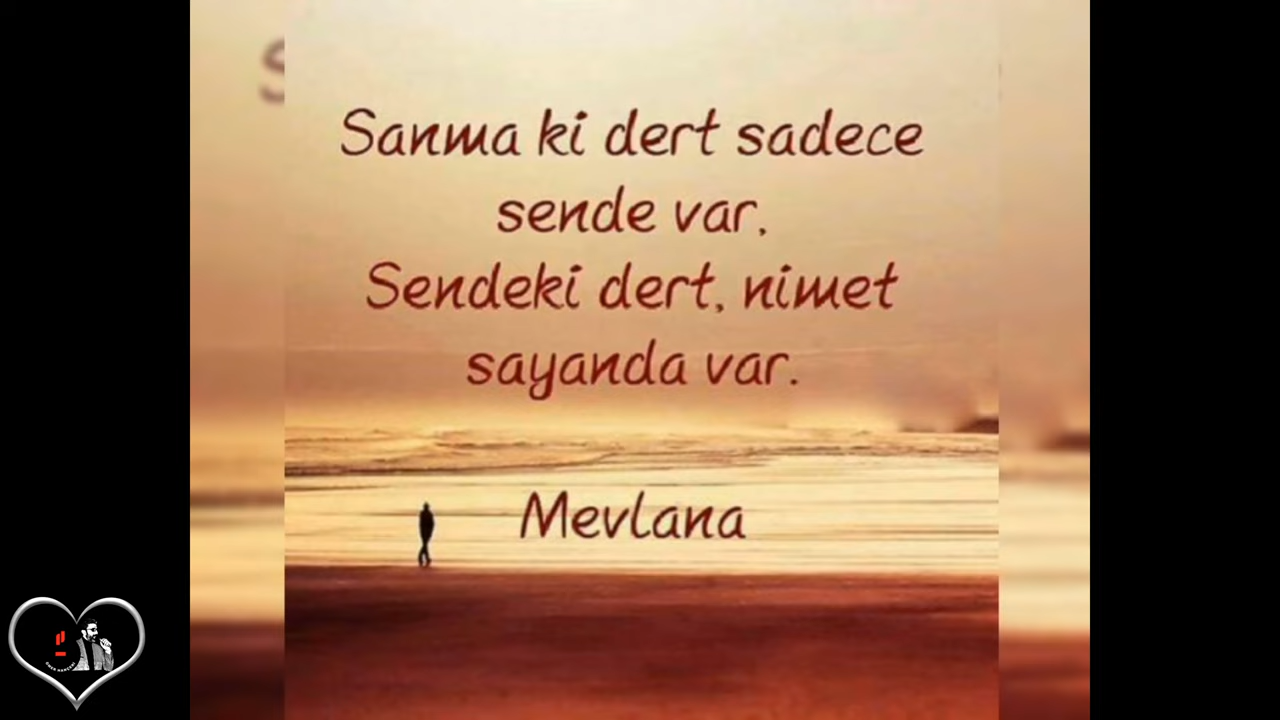 Sanma ki dert sadece
sende var,
Sendeki dert, nimet
sayanda var.
Mevlana